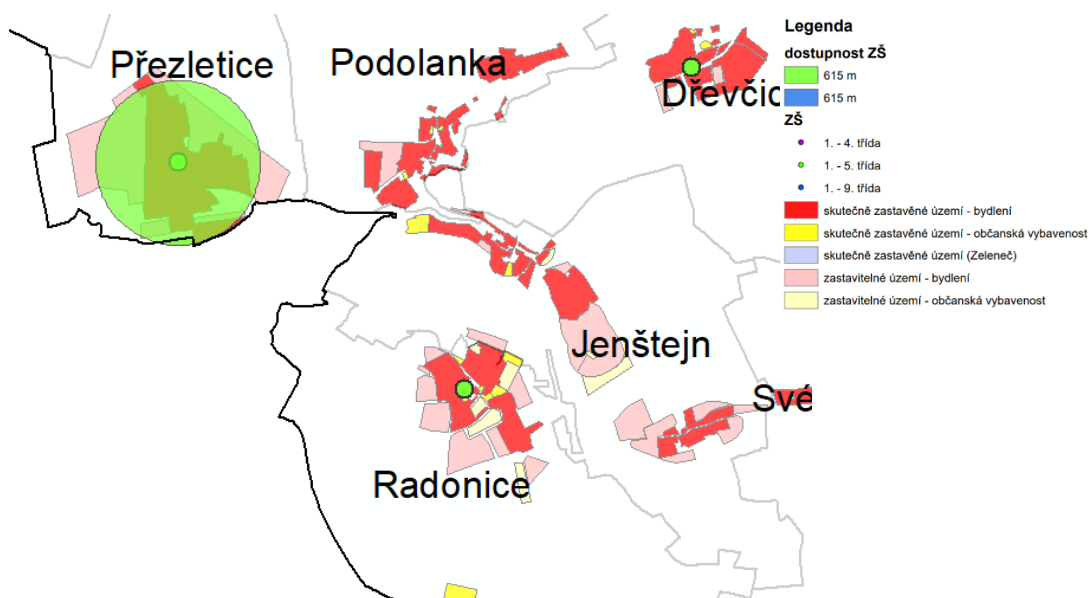 Přezletice
Podolanka
Dřevčic
Jenštejn
Své
Radonice
Legenda
dostupnost ZŠ
615 m
615 m
ZŠ
1. - 4. třída
1. - 5. třída
1. - 9. třída
skutečně zastavěné území - bydlení
skutečně zastavěné území - občanská vybavenost
skutečně zastavěné území (Zeleneč)
zastavitelné území - bydlení
zastavitelné území - občanská vybavenost